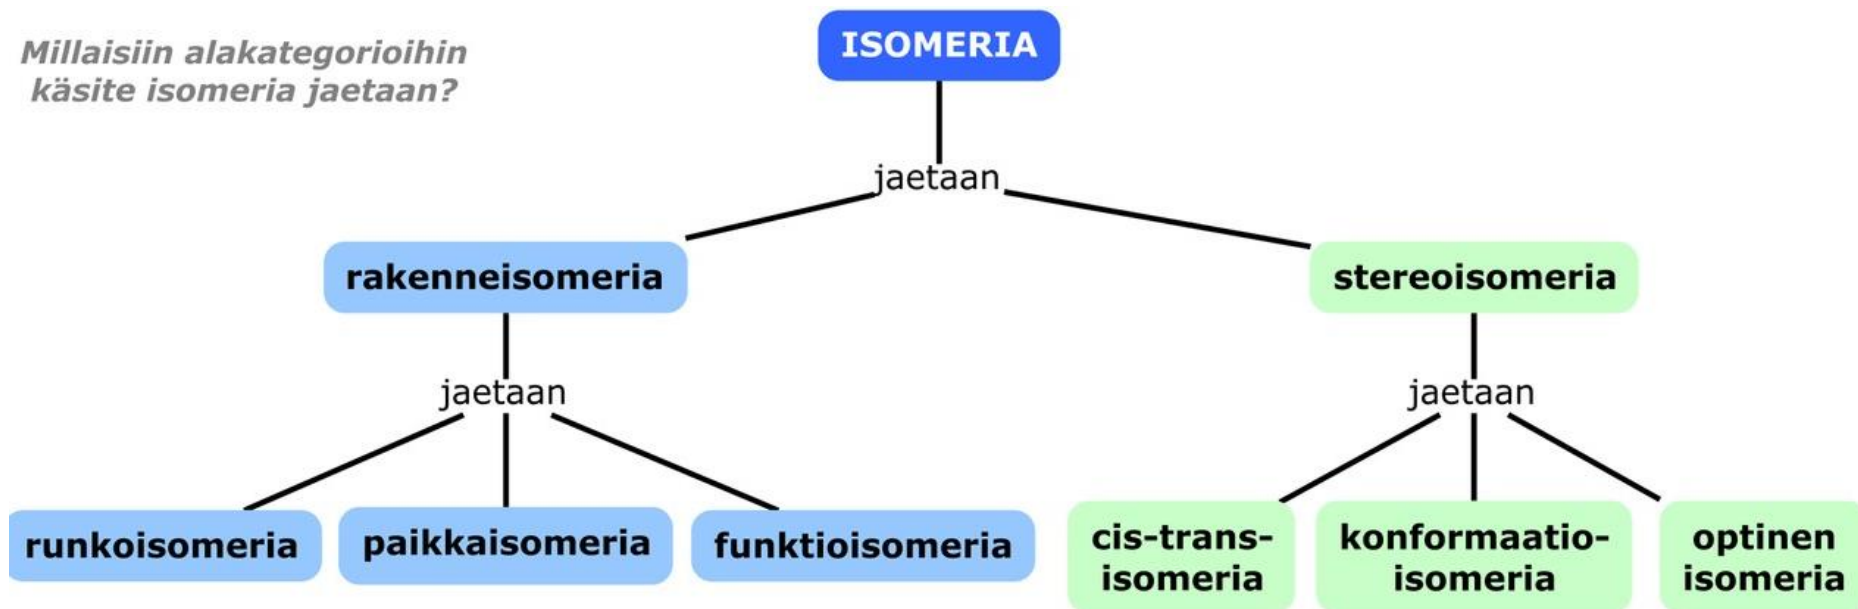 Millaisiin alakategorioihin
käsite isomeria jaetaan?
ISOMERIA
jaetaan
rakenneisomeria
stereoisomeria
jaetaan
jaetaan
runkoisomeria
paikkaisomeria
funktioisomeria
cis-trans-
isomeria
konformaatio-
isomeria
optinen
isomeria